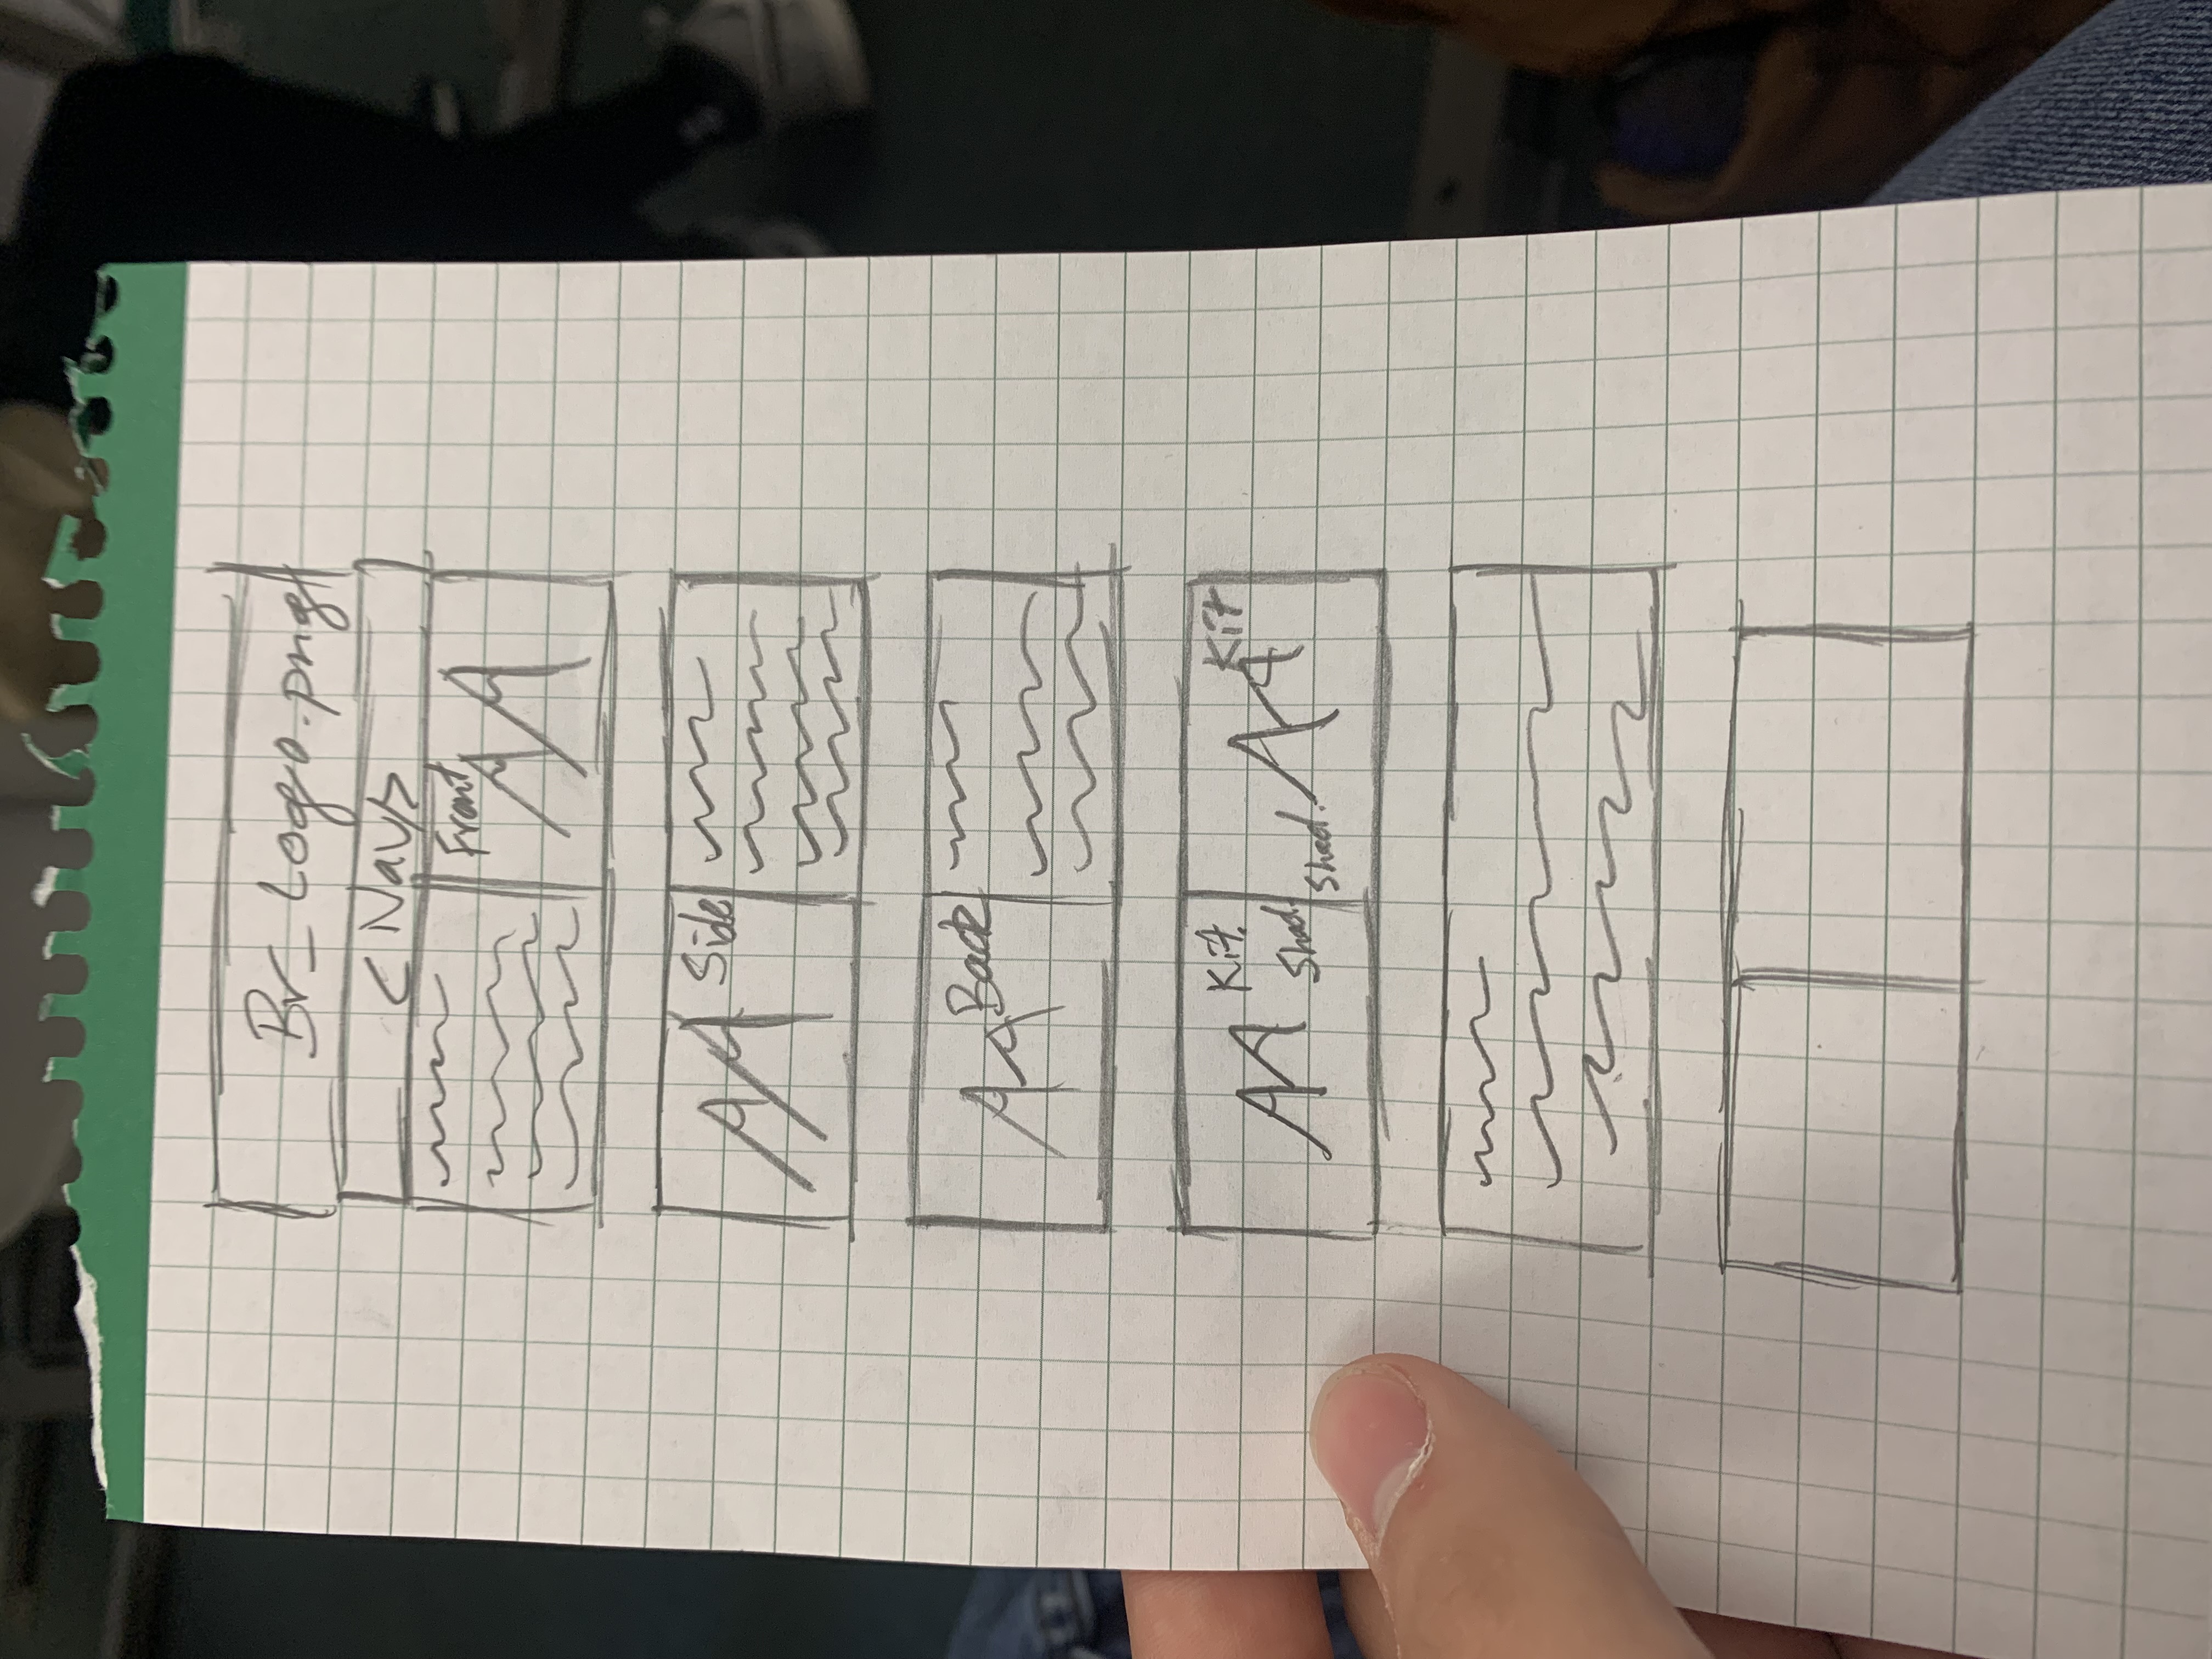 Br_Logo.png
<Nav/>
Front
Side
Back
Kit.
Shad.
Kit
Shad.